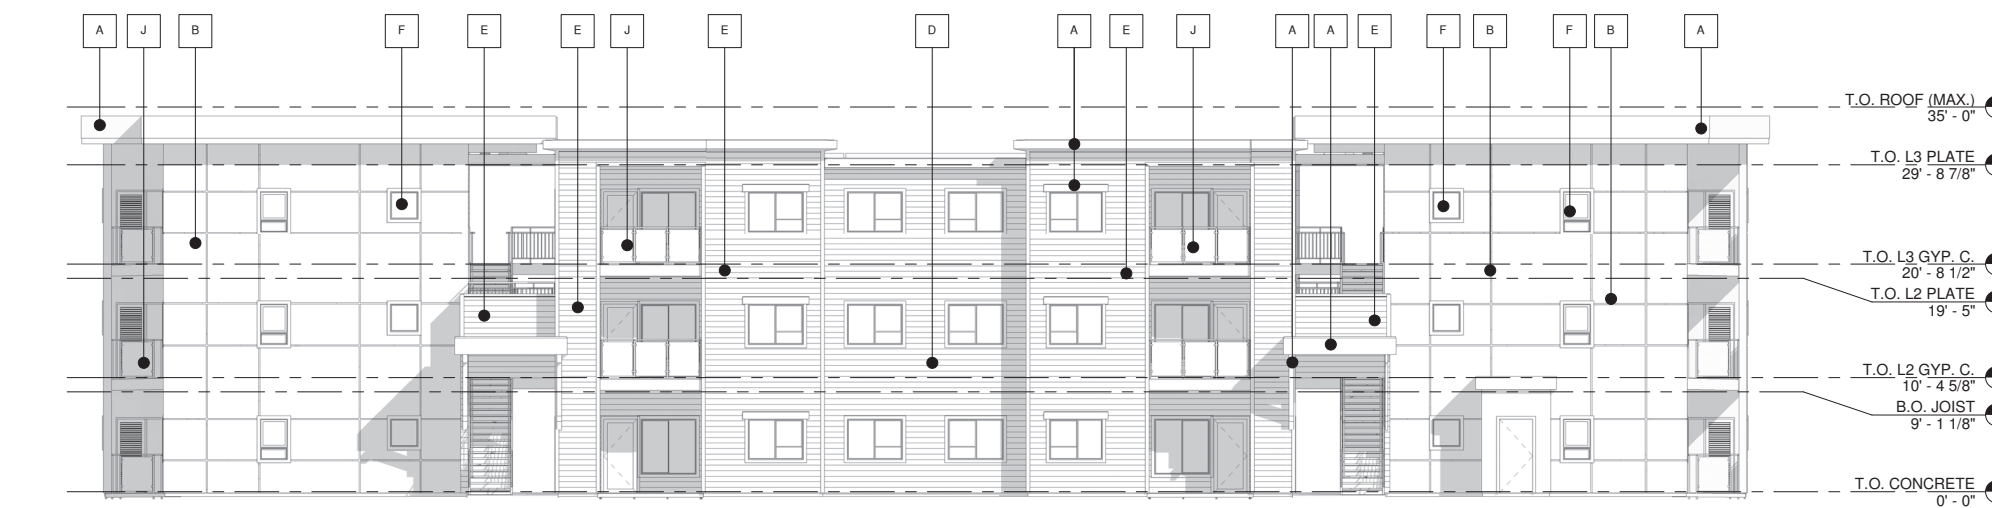 A J B F E E J E D A E J A A E F B F B A
T.O. ROOF (MAX.)
35' - 0"
T.O. L3 PLATE
29' - 8 7/8"
T.O. L3 GYP. C.
20' - 8 1/2"
T.O. L2 PLATE
19' - 5"
T.O. L2 GYP. C.
10' - 4 5/8"
B.O. JOIST
9' - 1 1/8"
T.O. CONCRETE
0' - 0"